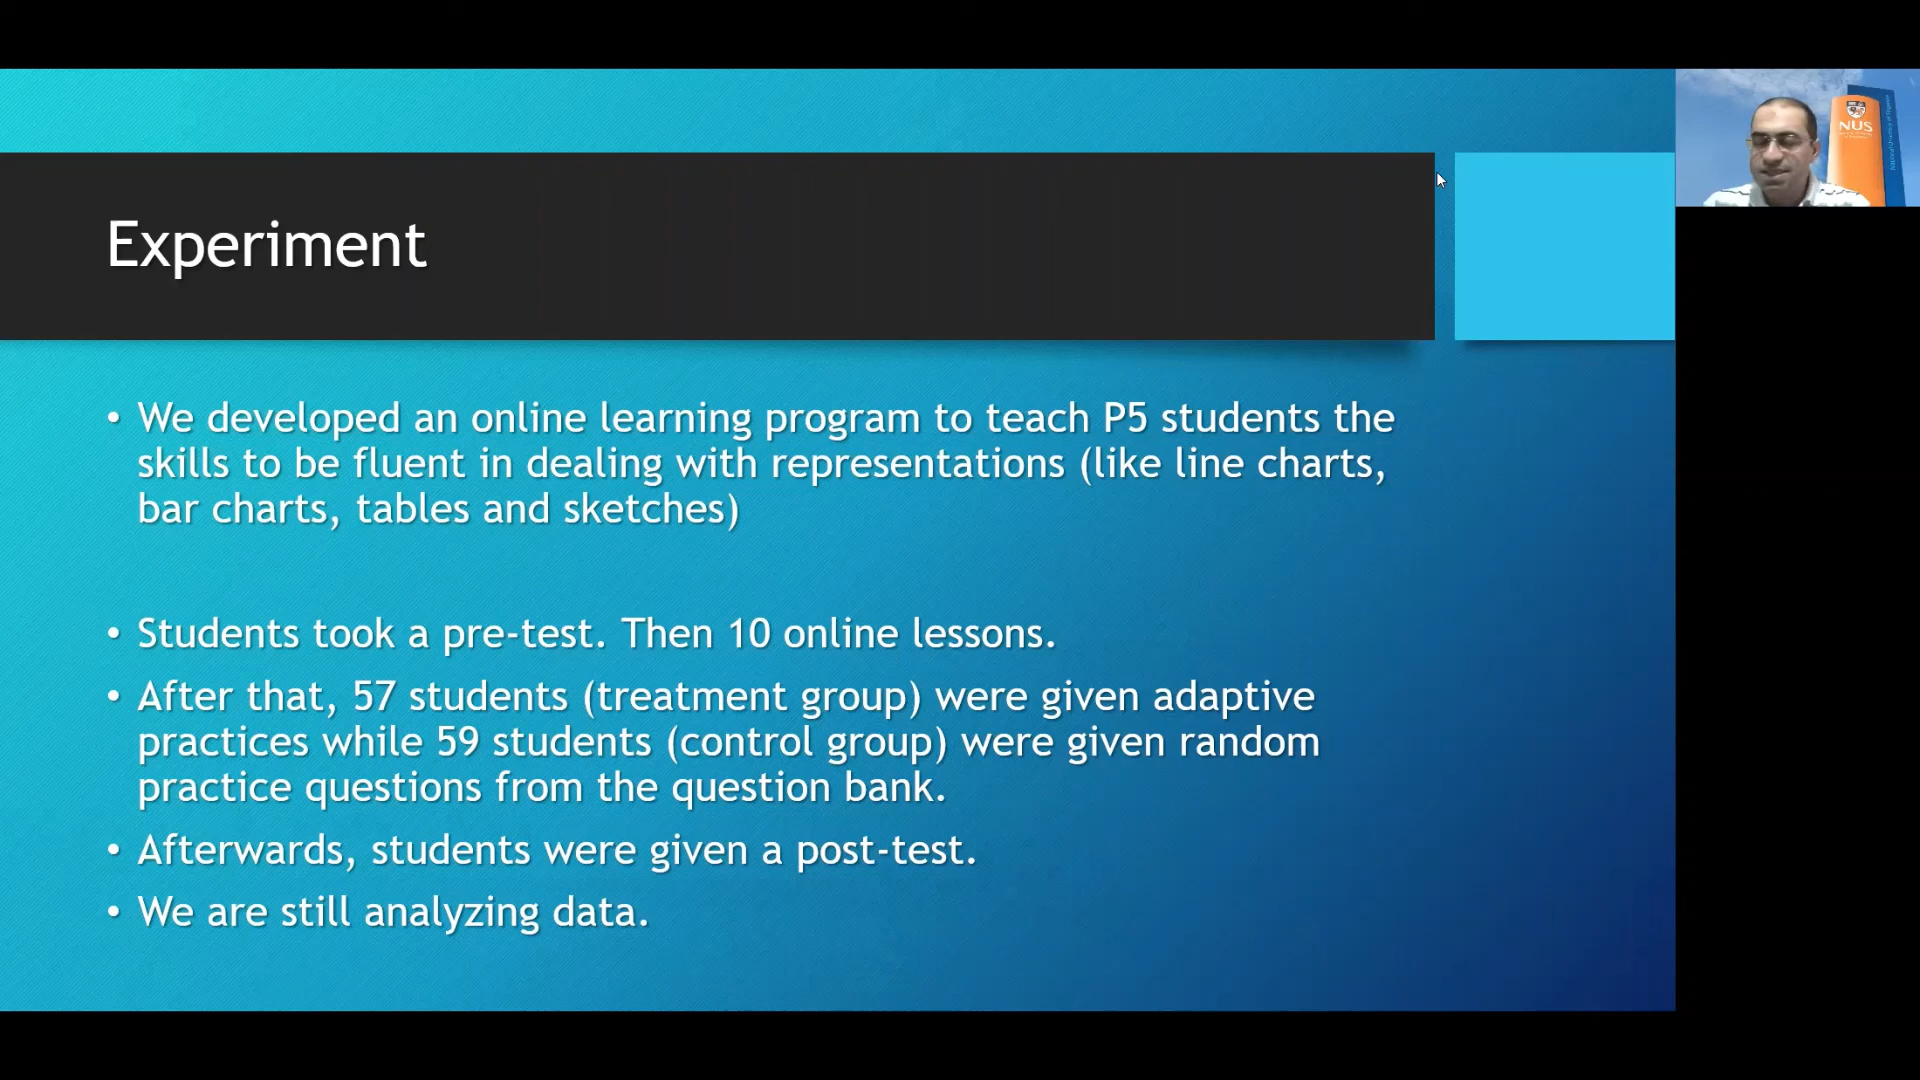 Experiment
• We developed an online learning program to teach P5 students the
skills to be fluent in dealing with representations (like line charts,
bar charts, tables and sketches)
• Students took a pre-test. Then 10 online lessons.
• After that, 57 students (treatment group) were given adaptive
practices while 59 students (control group) were given random
practice questions from the question bank.
• Afterwards, students were given a post-test.
• We are still analyzing data.
NUS